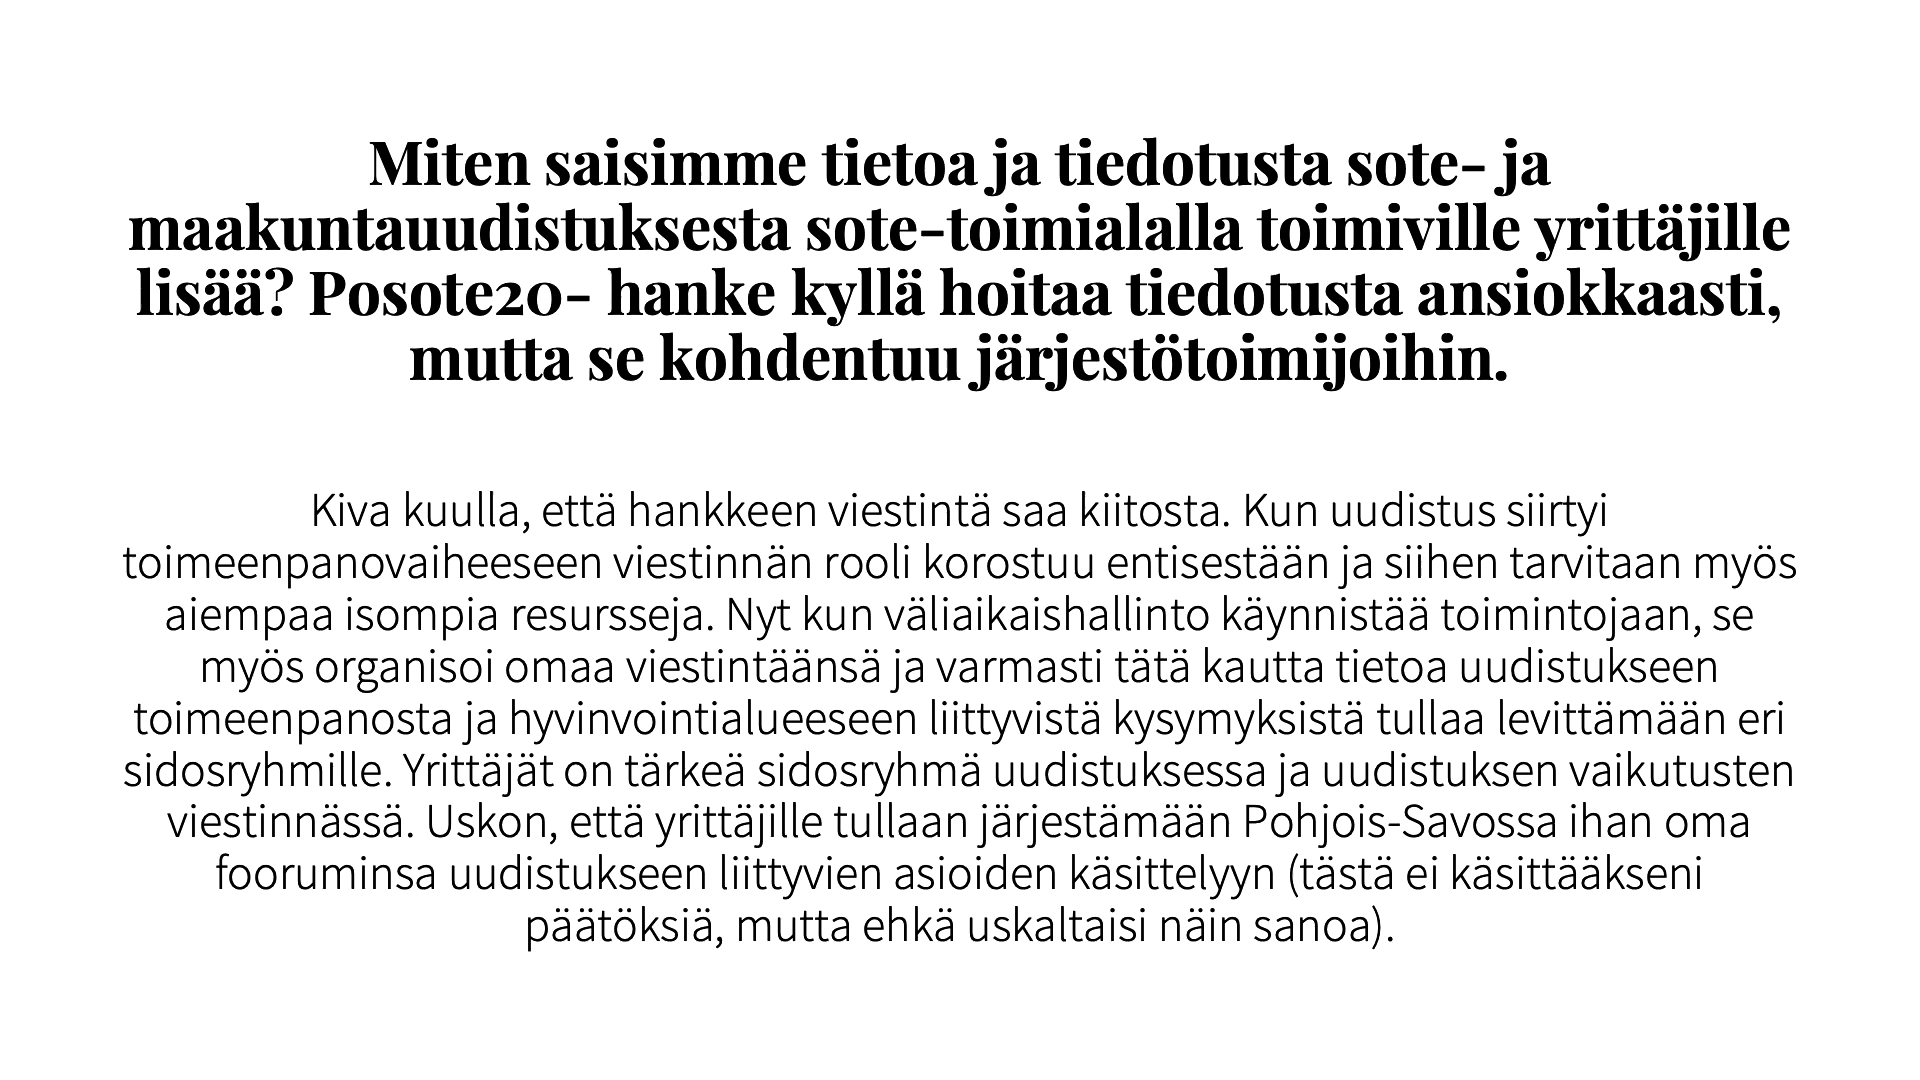 Miten saisimme tietoa ja tiedotusta sote- ja
maakuntauudistuksesta sote-toimialalla toimiville yrittäjille
lisää? Posote20- hanke kyllä hoitaa tiedotusta ansiokkaasti,
mutta se kohdentuu järjestötoimijoihin.
Kiva kuulla, että hankkeen viestintä saa kiitosta. Kun uudistus siirtyi
toimeenpanovaiheeseen viestinnän rooli korostuu entisestään ja siihen tarvitaan myös
aiempaa isompia resursseja. Nyt kun väliaikaishallinto käynnistää toimintojaan, se
myös organisoi omaa viestintäänsä ja varmasti tätä kautta tietoa uudistukseen
toimeenpanosta ja hyvinvointialueeseen liittyvistä kysymyksistä tullaa levittämään eri
sidosryhmille. Yrittäjät on tärkeä sidosryhmä uudistuksessa ja uudistuksen vaikutusten
viestinnässä. Uskon, että yrittäjille tullaan järjestämään Pohjois-Savossa ihan oma
fooruminsa uudistukseen liittyvien asioiden käsittelyyn (tästä ei käsittääkseni
päätöksiä, mutta ehkä uskaltaisi näin sanoa).